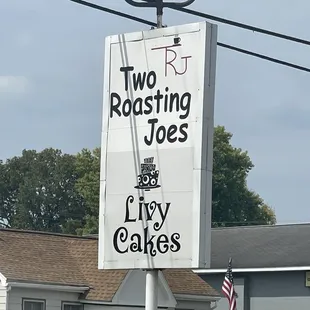 TRJ
Two
Roasting
Joes
Livy
Cakes